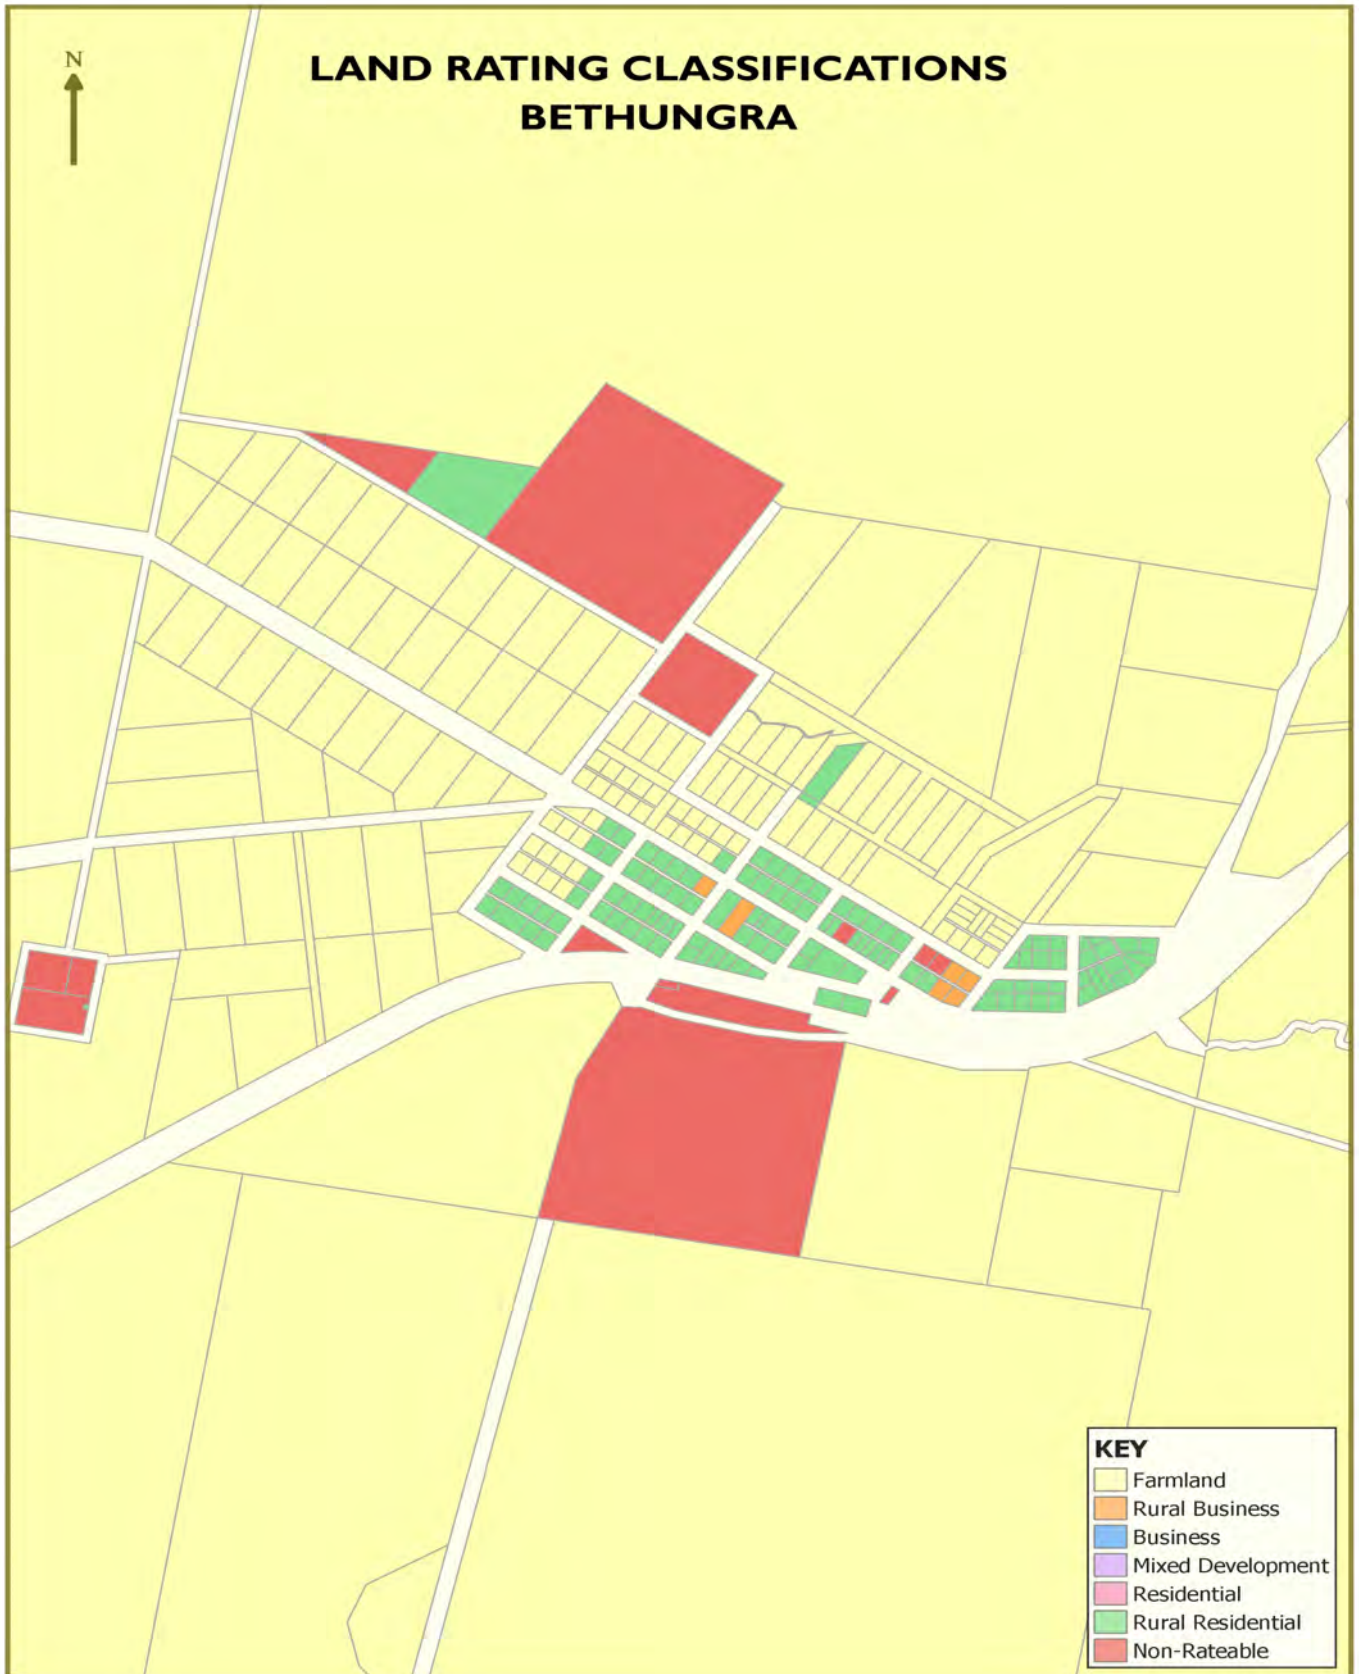 N
LAND RATING CLASSIFICATIONS
BETHUNGRA
KEY
Farmland
Rural Business
Business
Mixed Development
Residential
Rural Residential
Non-Rateable